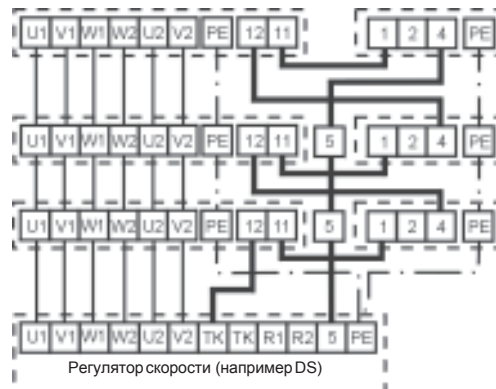 U1 V1 W1 W2 U2 V2 PE 12 11 1 2 4 PE
U1 V1 W1 W2 U2 V2 PE 12 11 5 1 2 4 PE
U1 V1 W1 W2 U2 V2 PE 12 11 5 1 2 4 PE
U1 V1 W1 W2 U2 V2 TK TK R1 R2 5 PE
Регулятор скорости (например DS)